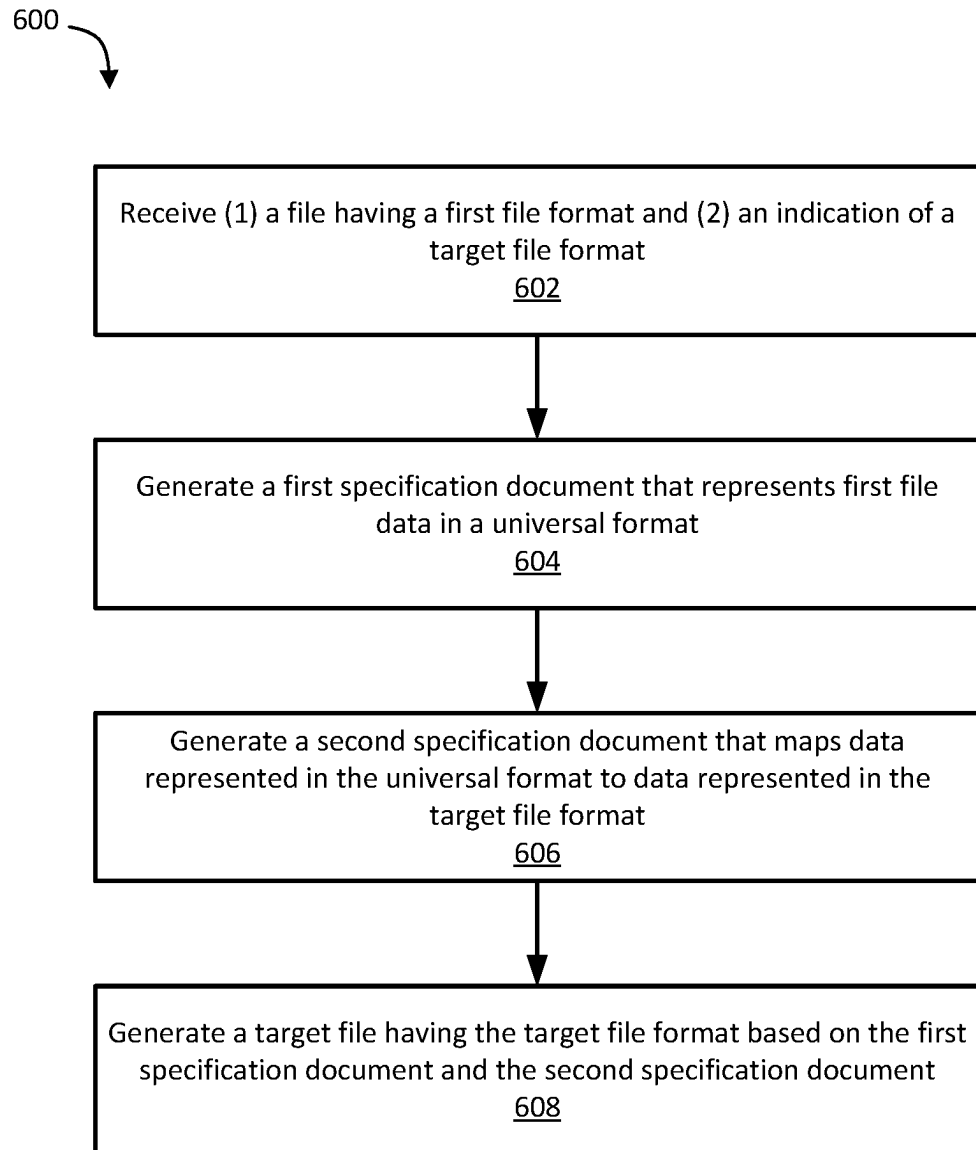 600
Receive (1) a file having a first file format and (2) an indication of a
target file format
602
Generate a first specification document that represents first file
data in a universal format
604
Generate a second specification document that maps data
represented in the universal format to data represented in the
target file format
606
Generate a target file having the target file format based on the first
specification document and the second specification document
608